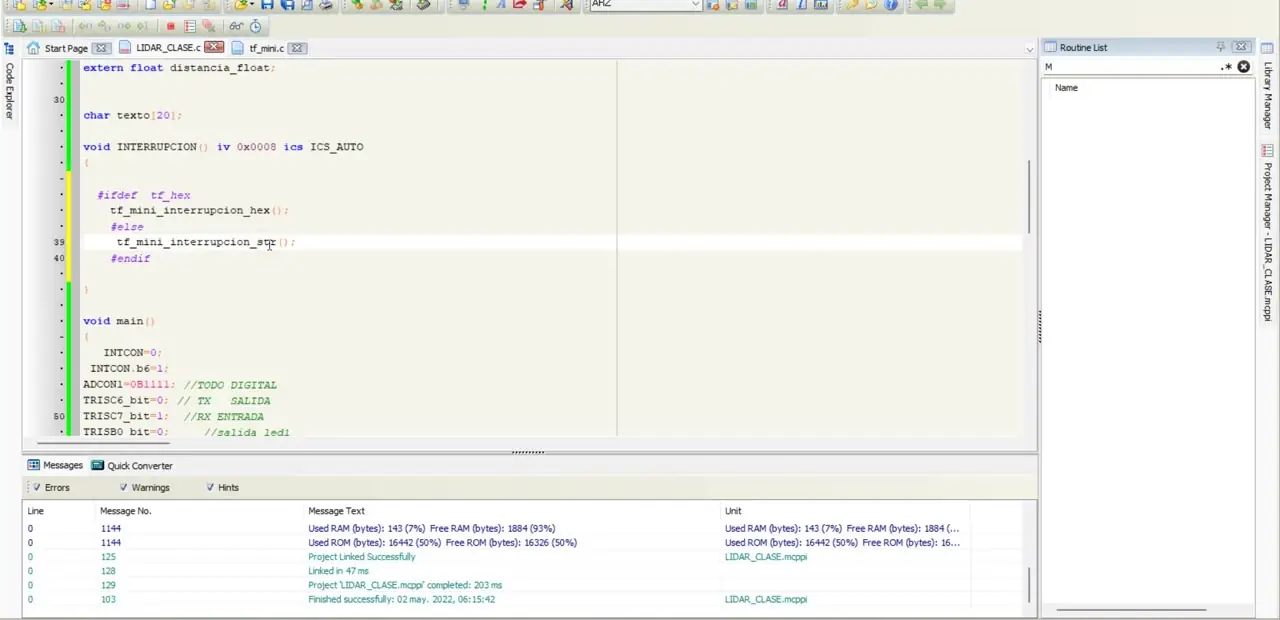 ARZ
Start Page
LIDAR_CLASE.c
tf_mini.c
Routine List
Code Explorer
M
.*
Name
Library Manager
Project Manager - LIDAR_CLASE.mcppi
extern float distancia_float;
30
char texto[20];
void INTERRUPCION() iv 0x0008 ics ICS_AUTO
{
#ifdef  tf_hex
tf_mini_interrupcion_hex();
#else
39 tf_mini_interrupcion_str();
40 #endif
}
void main()
{
INTCON=0;
INTCON.b6=1;
ADCON1=0B1111; //TODO DIGITAL
TRISC6_bit=0; // TX   SALIDA
50 TRISC7_bit=1;  //RX ENTRADA
TRISB0_bit=0;     //salida led1
Messages Quick Converter
Errors Warnings Hints
Line Message No. Message Text Unit
0 1144 Used RAM (bytes): 143 (7%) Free RAM (bytes): 1884 (93%) Used RAM (bytes): 143 (7%) Free RAM (bytes): 1884 (...
0 1144 Used ROM (bytes): 16442 (50%) Free ROM (bytes): 16326 (50%) Used ROM (bytes): 16442 (50%) Free ROM (bytes): 16...
0 125 Project Linked Successfully LIDAR_CLASE.mcppi
0 128 Linked in 47 ms
0 129 Project 'LIDAR_CLASE.mcppi' completed: 203 ms
0 103 Finished successfully: 02 may. 2022, 06:15:42 LIDAR_CLASE.mcppi